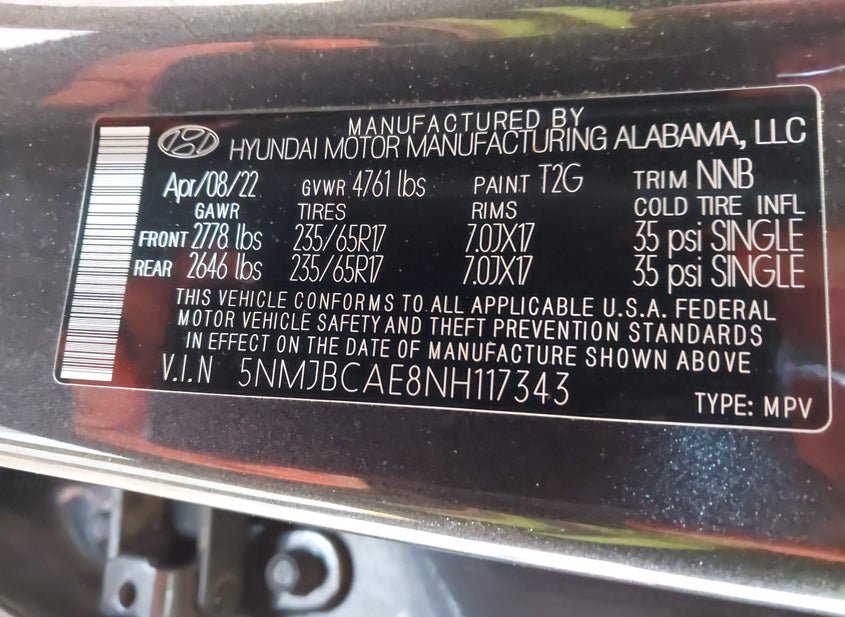 MANUFACTURED BY
HYUNDAI MOTOR MANUFACTURING ALABAMA, LLC
Apr/08/22 GVWR 4761 lbs PAINT T2G TRIM NNB
GAWR TIRES RIMS COLD TIRE INFL
FRONT 2778 lbs 235/65R17 7.0JX17 35 psi SINGLE
REAR 2646 lbs 235/65R17 7.0JX17 35 psi SINGLE
THIS VEHICLE CONFORMS TO ALL APPLICABLE U.S.A. FEDERAL
MOTOR VEHICLE SAFETY AND THEFT PREVENTION STANDARDS
IN EFFECT ON THE DATE OF MANUFACTURE SHOWN ABOVE
V.I.N 5NMJBCAE8NH117343
TYPE: MPV